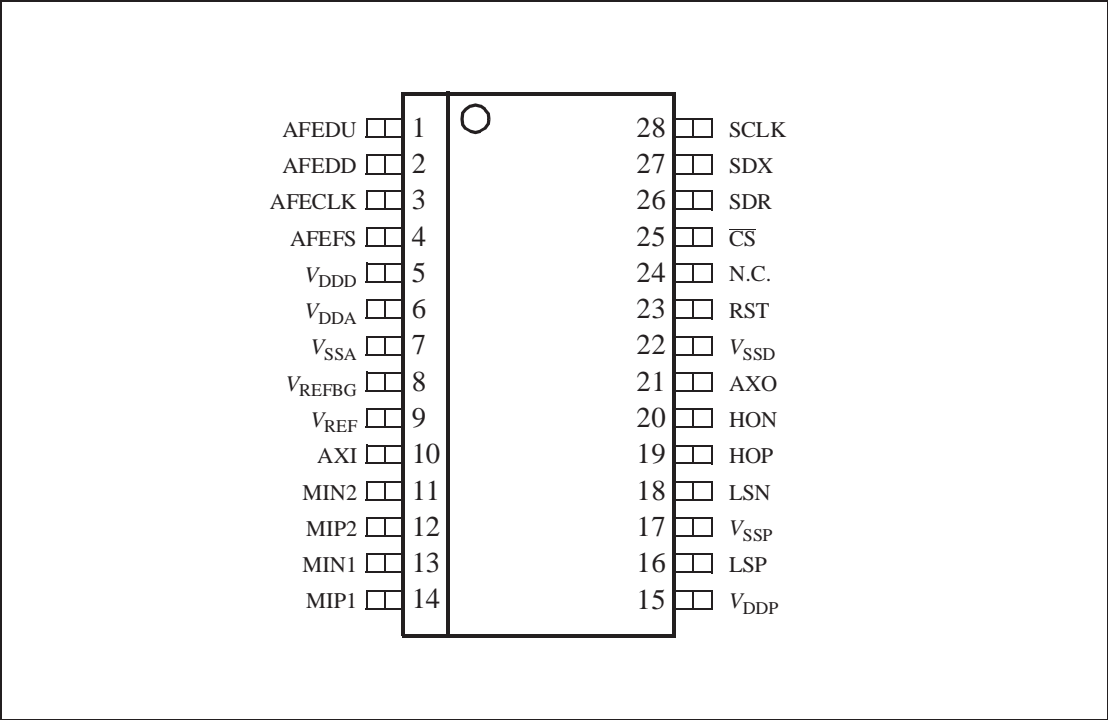 AFEDU 1 28 SCLK
AFEDD 2 27 SDX
AFECLK 3 26 SDR
AFEFS 4 25 C̅S̅
VDDD 5 24 N.C.
VDDA 6 23 RST
VSSA 7 22 VSSD
VREFBG 8 21 AXO
VREF 9 20 HON
AXI 10 19 HOP
MIN2 11 18 LSN
MIP2 12 17 VSSP
MIN1 13 16 LSP
MIP1 14 15 VDDP